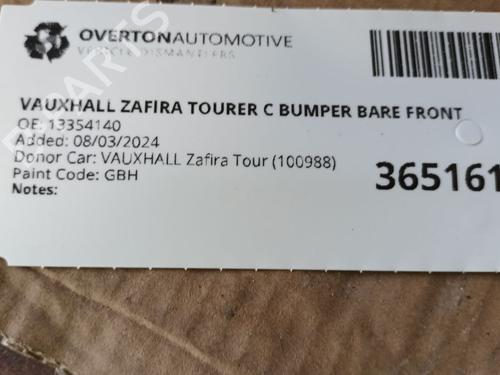 OVERTONAUTOMOTIVE
VEHICLE DISMANTLERS
VAUXHALL ZAFIRA TOURER C BUMPER BARE FRONT
OE: 13354140
Added: 08/03/2024
Donor Car: VAUXHALL Zafira Tour (100988)
Paint Code: GBH
Notes:
365161